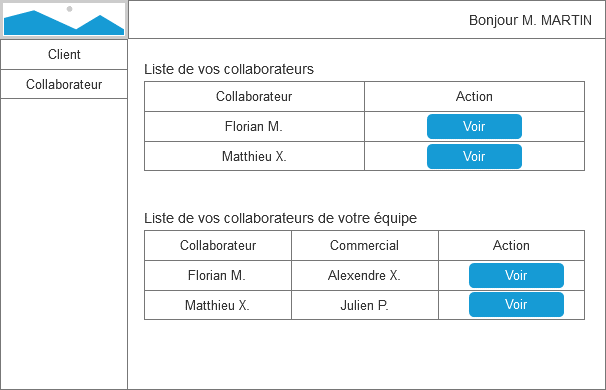 Bonjour M. MARTIN
Client
Collaborateur
Liste de vos collaborateurs
Collaborateur Action
Florian M. Voir
Matthieu X. Voir
Liste de vos collaborateurs de votre équipe
Collaborateur Commercial Action
Florian M. Alexendre X. Voir
Matthieu X. Julien P. Voir